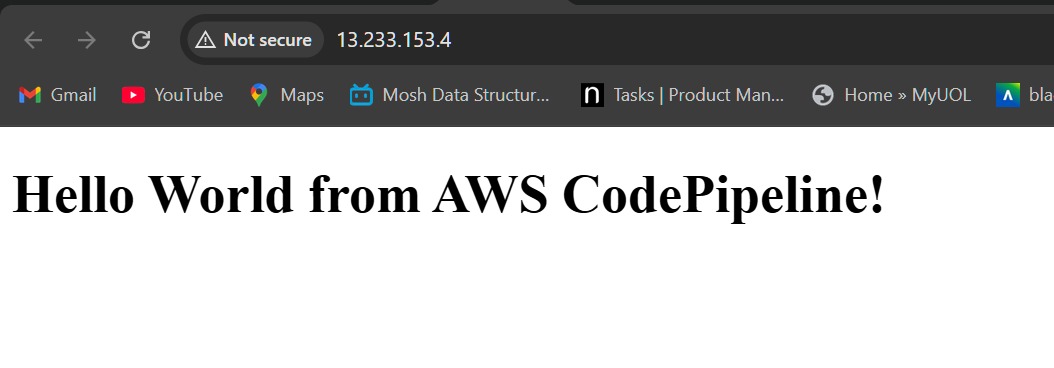 Not secure 13.233.153.4
Gmail YouTube Maps Mosh Data Structur... Tasks | Product Man... Home » MyUOL bla
Hello World from AWS CodePipeline!